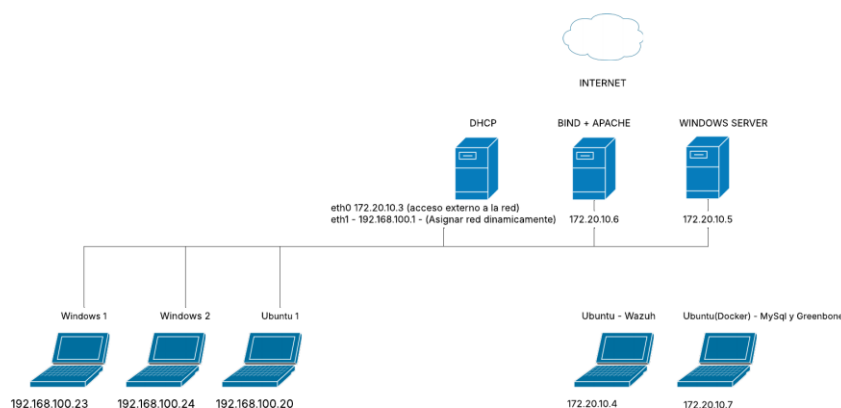 INTERNET
DHCP
BIND + APACHE
WINDOWS SERVER
eth0 172.20.10.3 (acceso externo a la red)
eth1 - 192.168.100.1 - (Asignar red dinamicamente)
172.20.10.6
172.20.10.5
Windows 1
Windows 2
Ubuntu 1
Ubuntu - Wazuh
Ubuntu(Docker) - MySql y Greenbone
192.168.100.23
192.168.100.24
192.168.100.20
172.20.10.4
172.20.10.7